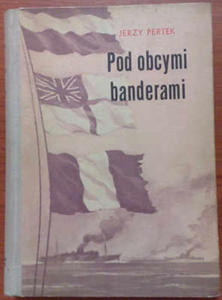 JERZY PERTEK
Pod obcymi
banderami